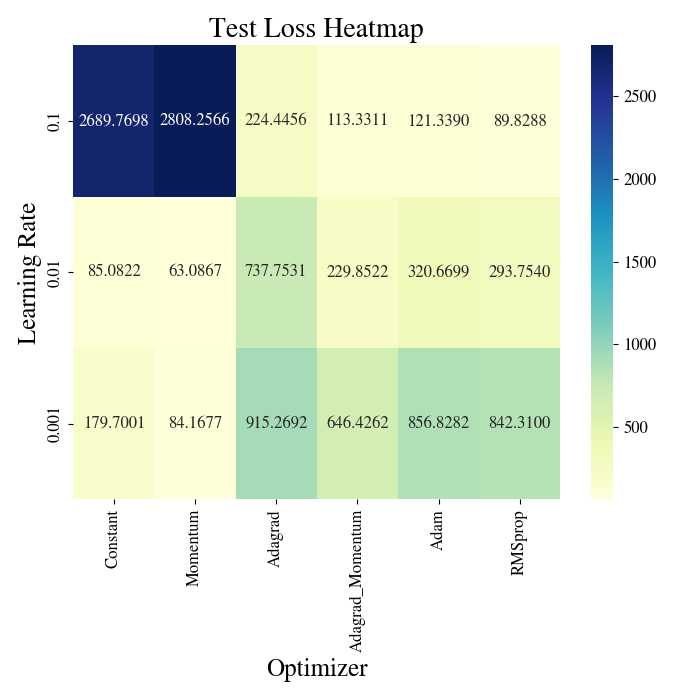 Test Loss Heatmap
Learning Rate
0.1
2689.7698 2808.2566 224.4456 113.3311 121.3390 89.8288
0.01
85.0822 63.0867 737.7531 229.8522 320.6699 293.7540
0.001
179.7001 84.1677 915.2692 646.4262 856.8282 842.3100
Constant
Momentum
Adagrad
Adagrad_Momentum
Adam
RMSprop
Optimizer
2500
2000
1500
1000
500